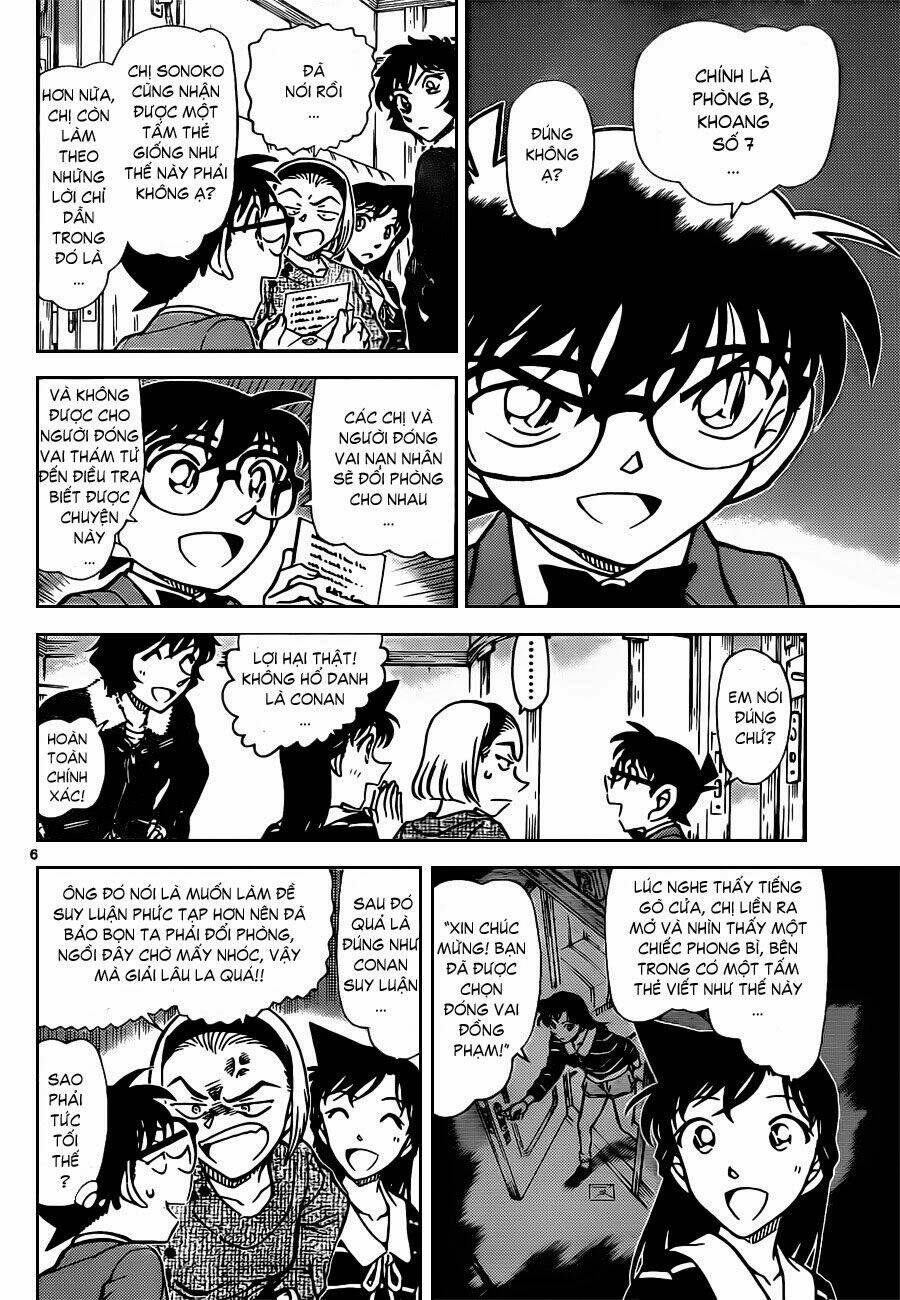 CHÍNH LÀ
PHÒNG B,
KHOANG
SỐ 7
...
ĐÚNG
KHÔNG
Ạ?
ĐÃ
NÓI RỒI
...
CHỊ SONOKO
CŨNG NHẬN
ĐƯỢC MỘT
TẤM THẺ
GIỐNG NHƯ
THẾ NÀY PHẢI
KHÔNG Ạ?
HƠN NỮA,
CHỊ CÒN
LÀM
THEO
NHỮNG
LỜI CHỈ
DẪN
TRONG
ĐÓ LÀ
...
CÁC CHỊ VÀ
NGƯỜI ĐÓNG
VAI NẠN NHÂN
SẼ ĐỔI PHÒNG
CHO NHAU
...
VÀ KHÔNG
ĐƯỢC CHO
NGƯỜI ĐÓNG
VAI THÁM TỬ
ĐẾN ĐIỀU TRA
BIẾT ĐƯỢC
CHUYỆN
NÀY
...
EM NÓI
ĐÚNG
CHỨ?
LỢI HẠI THẬT!
KHÔNG HỔ DANH
LÀ CONAN
...
HOÀN
TOÀN
CHÍNH
XÁC!
6
LÚC NGHE THẤY TIẾNG
GÕ CỬA, CHỊ LIỀN RA
MỞ VÀ NHÌN THẤY MỘT
CHIẾC PHONG BÌ, BÊN
TRONG CÓ MỘT TẤM
THẺ VIẾT NHƯ THẾ NÀY
...
"XIN CHÚC
MỪNG! BẠN
ĐÃ ĐƯỢC
CHỌN
ĐÓNG VAI
ĐỒNG
PHẠM!"
SAU ĐÓ
QUẢ LÀ
ĐÚNG NHƯ
CONAN
SUY LUẬN
...
ÔNG ĐÓ NÓI LÀ MUỐN LÀM ĐỀ
SUY LUẬN PHỨC TẠP HƠN NÊN ĐÃ
BẢO BỌN TA PHẢI ĐỔI PHÒNG,
NGỒI ĐÂY CHỜ MẤY NHÓC, VẬY
MÀ GIẢI LÂU LA QUÁ!!
SAO
PHẢI
TỨC
TỐI
THẾ
?